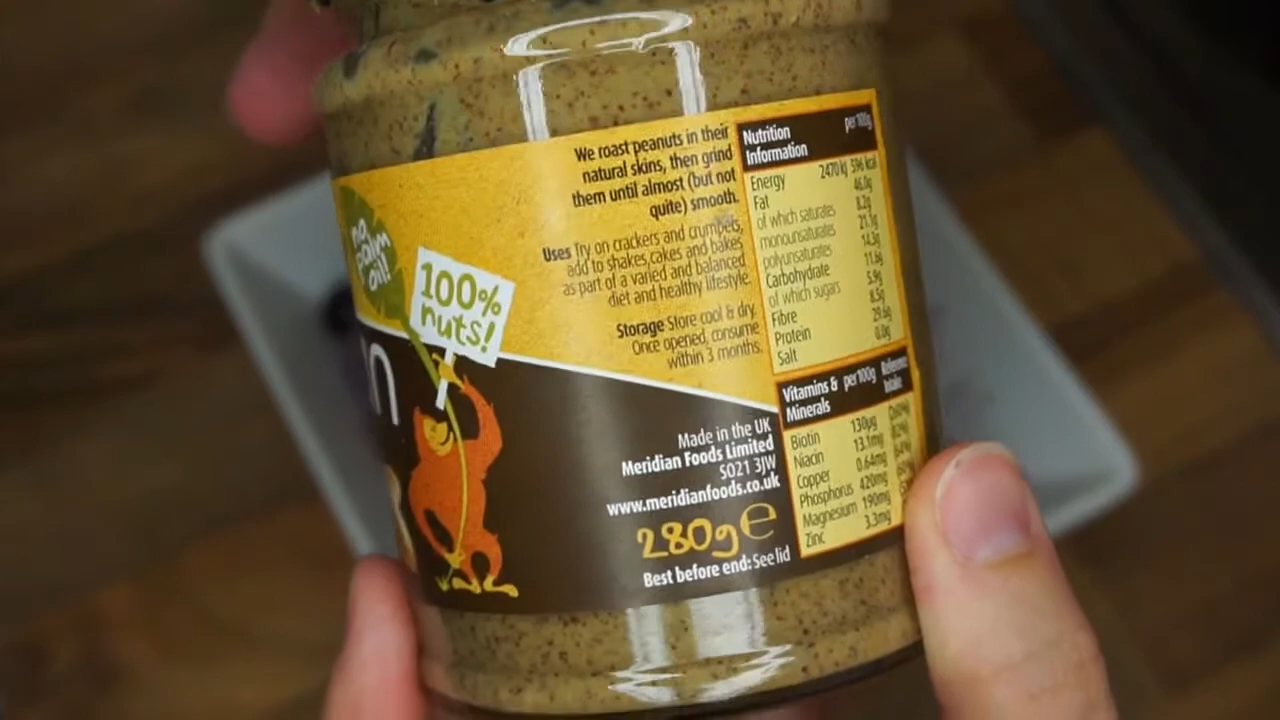 We roast peanuts in their
natural skins, then grind
them until almost (but not
quite) smooth.
Uses Try on crackers and crumpets,
add to shakes, cakes and bakes
as part of a varied and balanced
diet and healthy lifestyle.
Storage Store cool & dry.
Once opened, consume
within 3 months.
no
palm
oil!
100%
nuts!
n
Made in the UK
Meridian Foods Limited
SO21 3JW
www.meridianfoods.co.uk
280g e
Best before end: See lid
Nutrition Information per 100g
Energy 2470kJ 596 kcal
Fat 46.0g
of which saturates 8.2g
monounsaturates 21.1g
polyunsaturates 14.3g
Carbohydrate 11.6g
of which sugars 5.9g
Fibre 8.5g
Protein 29.6g
Salt 0.0g
Vitamins & Minerals per 100g Reference Intake
Biotin 130µg
Niacin 13.1mg
Copper 0.64mg
Phosphorus 420mg
Magnesium 190mg
Zinc 3.3mg